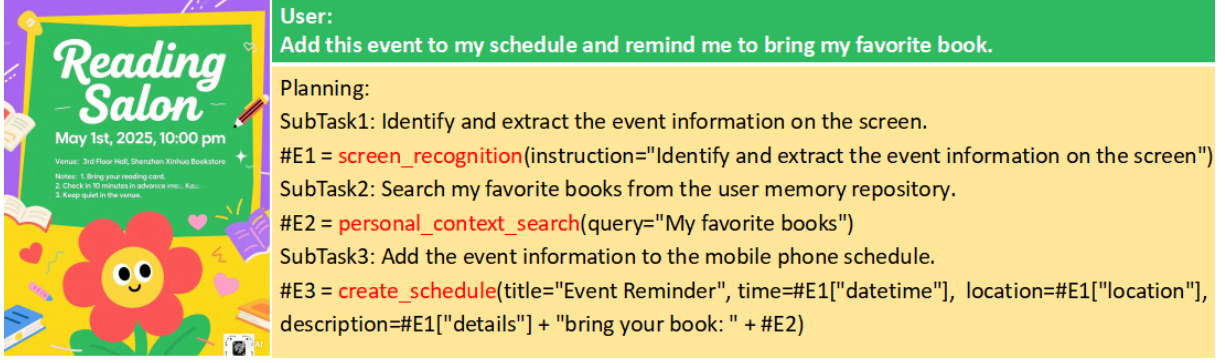 Reading
Salon
May 1st, 2025, 10:00 pm
Venue: 3rd Floor Hall, Shenzhen Xinhua Bookstore
Notes: 1. Bring your reading card.
2. Check in 10 minutes in advance
3. Keep quiet in the venue.
User:
Add this event to my schedule and remind me to bring my favorite book.
Planning:
SubTask1: Identify and extract the event information on the screen.
#E1 = screen_recognition(instruction="Identify and extract the event information on the screen")
SubTask2: Search my favorite books from the user memory repository.
#E2 = personal_context_search(query="My favorite books")
SubTask3: Add the event information to the mobile phone schedule.
#E3 = create_schedule(title="Event Reminder", time=#E1["datetime"], location=#E1["location"],
description=#E1["details"] + "bring your book: " + #E2)